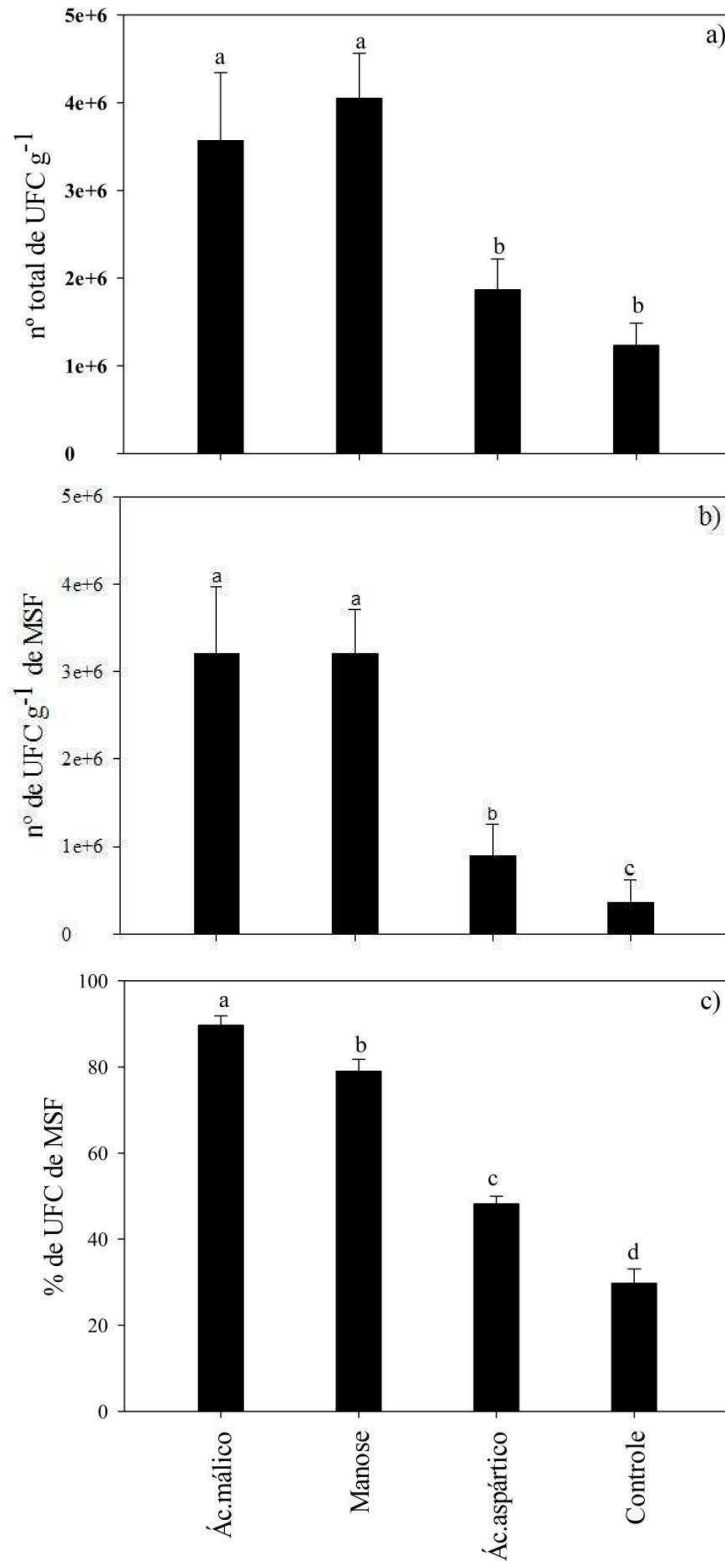 a)
5e+6
4e+6
3e+6
2e+6
1e+6
0
nº total de UFC g-1
a
a
b
b
b)
5e+6
4e+6
3e+6
2e+6
1e+6
0
nº de UFC g-1 de MSF
a
a
b
c
c)
100
80
60
40
20
0
% de UFC de MSF
a
b
c
d
Ác.málico
Manose
Ác.aspártico
Controle